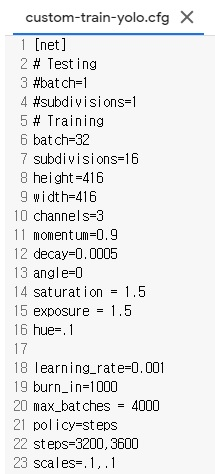 custom-train-yolo.cfg ×
1 [net]
2 # Testing
3 #batch=1
4 #subdivisions=1
5 # Training
6 batch=32
7 subdivisions=16
8 height=416
9 width=416
10 channels=3
11 momentum=0.9
12 decay=0.0005
13 angle=0
14 saturation = 1.5
15 exposure = 1.5
16 hue=.1
17
18 learning_rate=0.001
19 burn_in=1000
20 max_batches = 4000
21 policy=steps
22 steps=3200,3600
23 scales=.1,.1